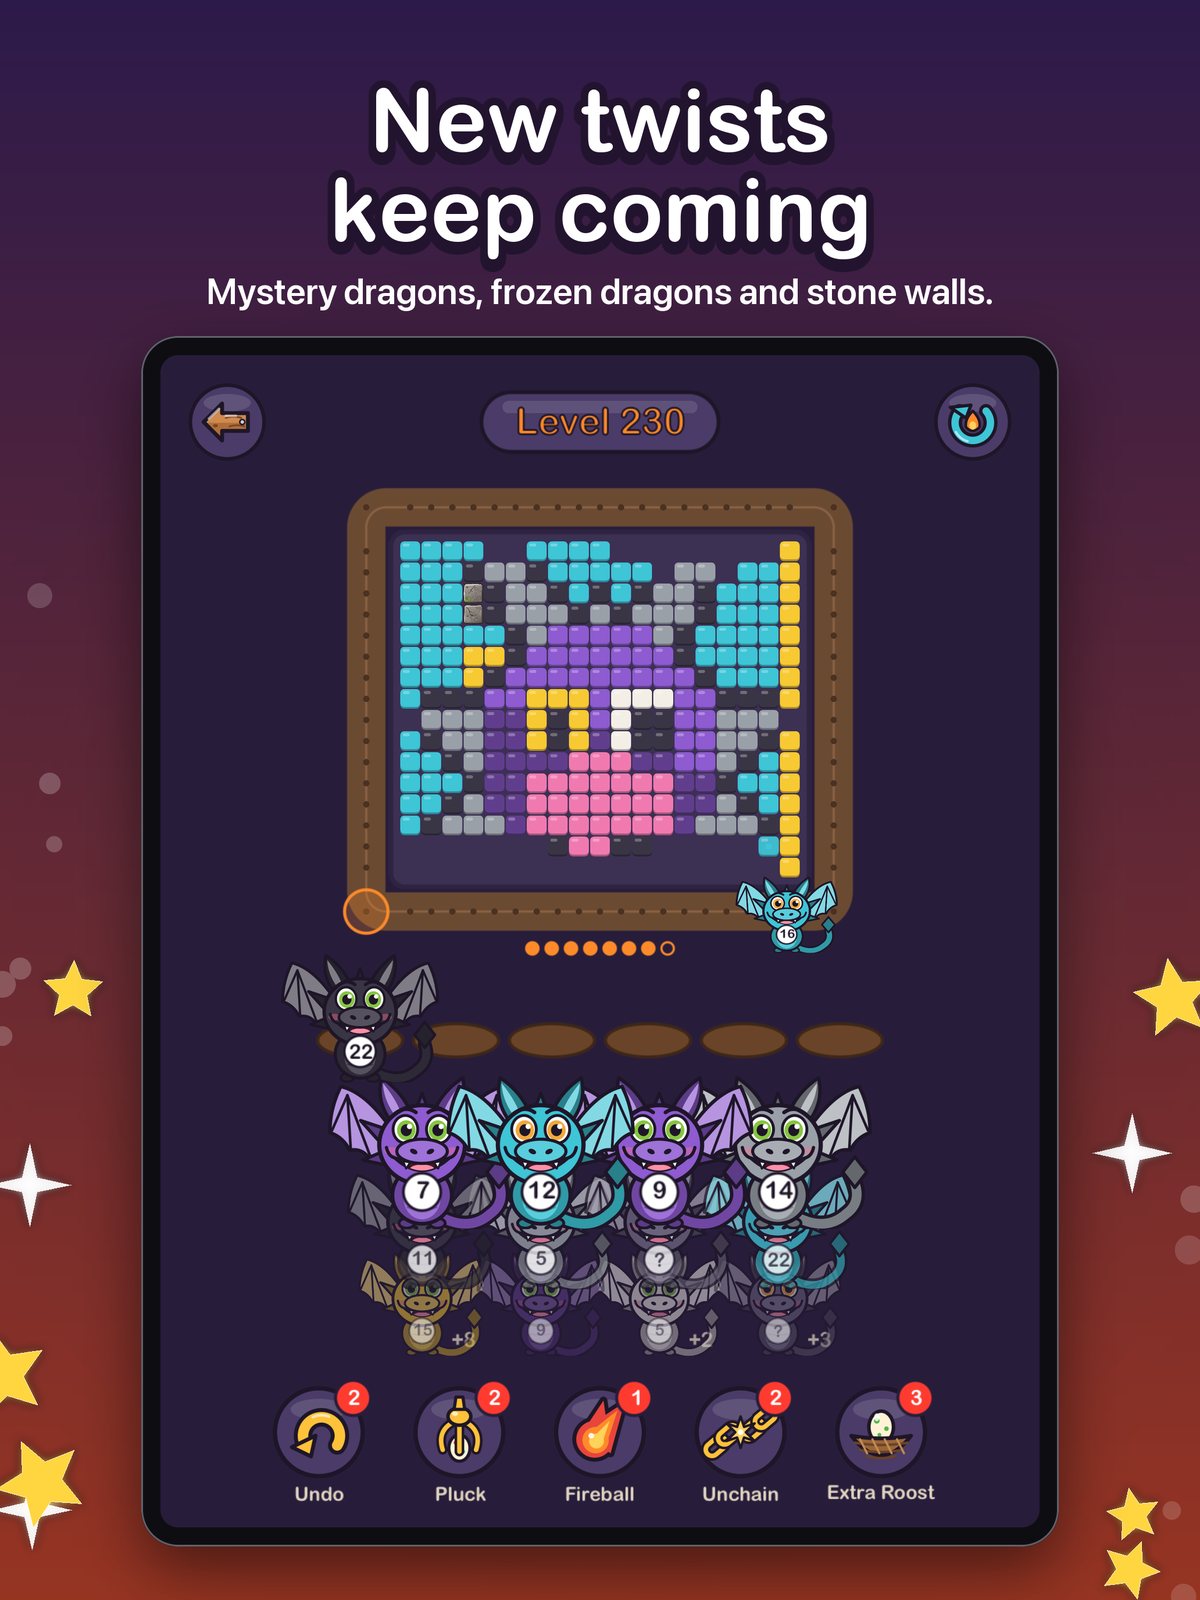 New twists
keep coming
Mystery dragons, frozen dragons and stone walls.
Level 230
16
22
7 12 9 14
11 5 ? 22
15 +8 9 5 +2 ? +3
2 2 1 2 3
Undo Pluck Fireball Unchain Extra Roost